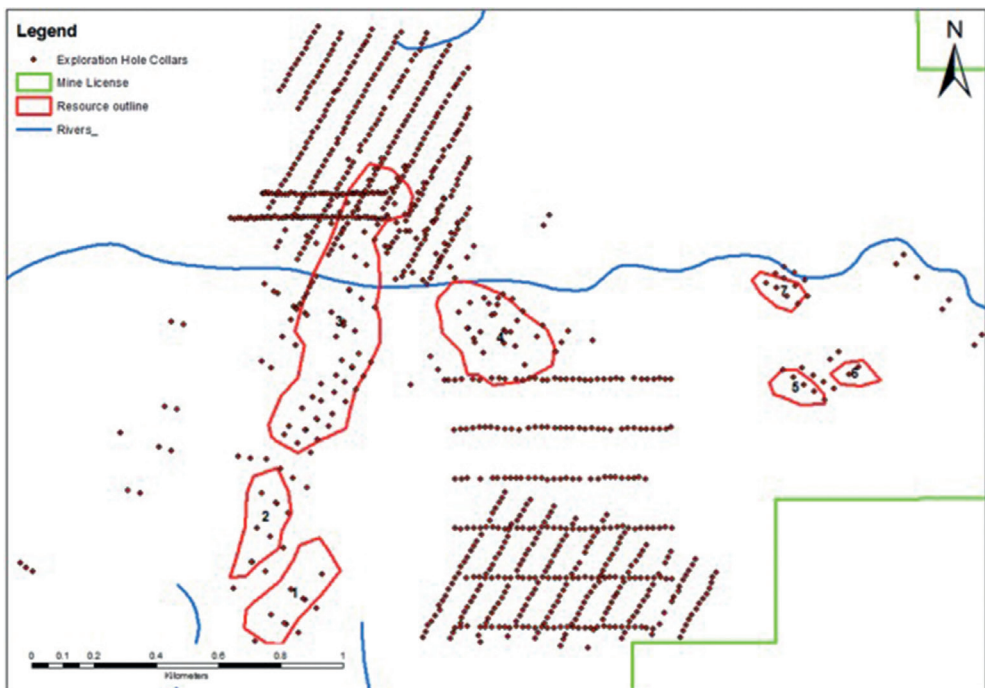 Legend
Exploration Hole Collars
Mine License
Resource outline
Rivers_
N
3
4
7
5
6
2
1
0 0.1 0.2 0.4 0.6 0.8 1
Kilometers